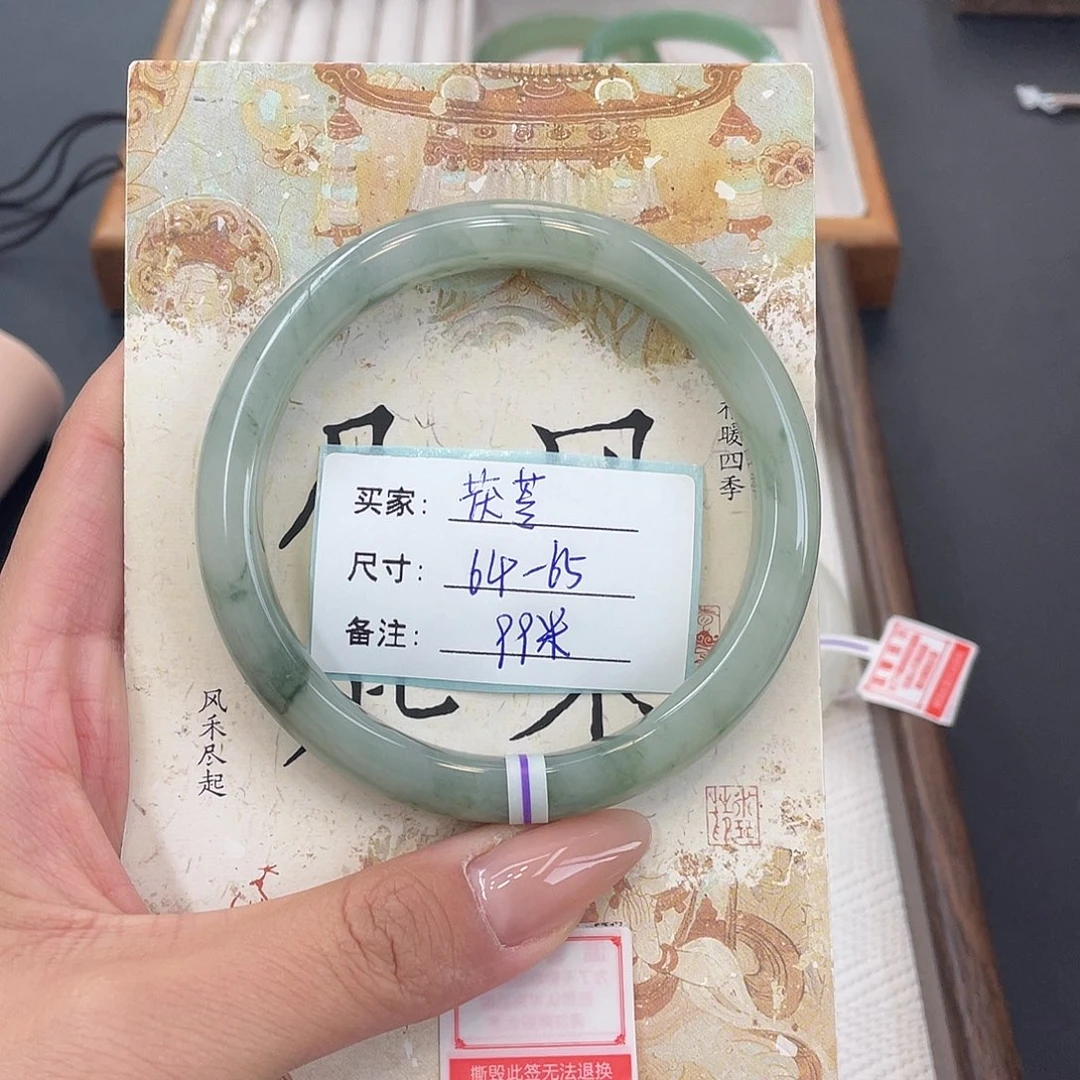 暖四季
买家：茯苓
尺寸：64-65
备注：99米
风禾尽起
撕毁此签无法退换